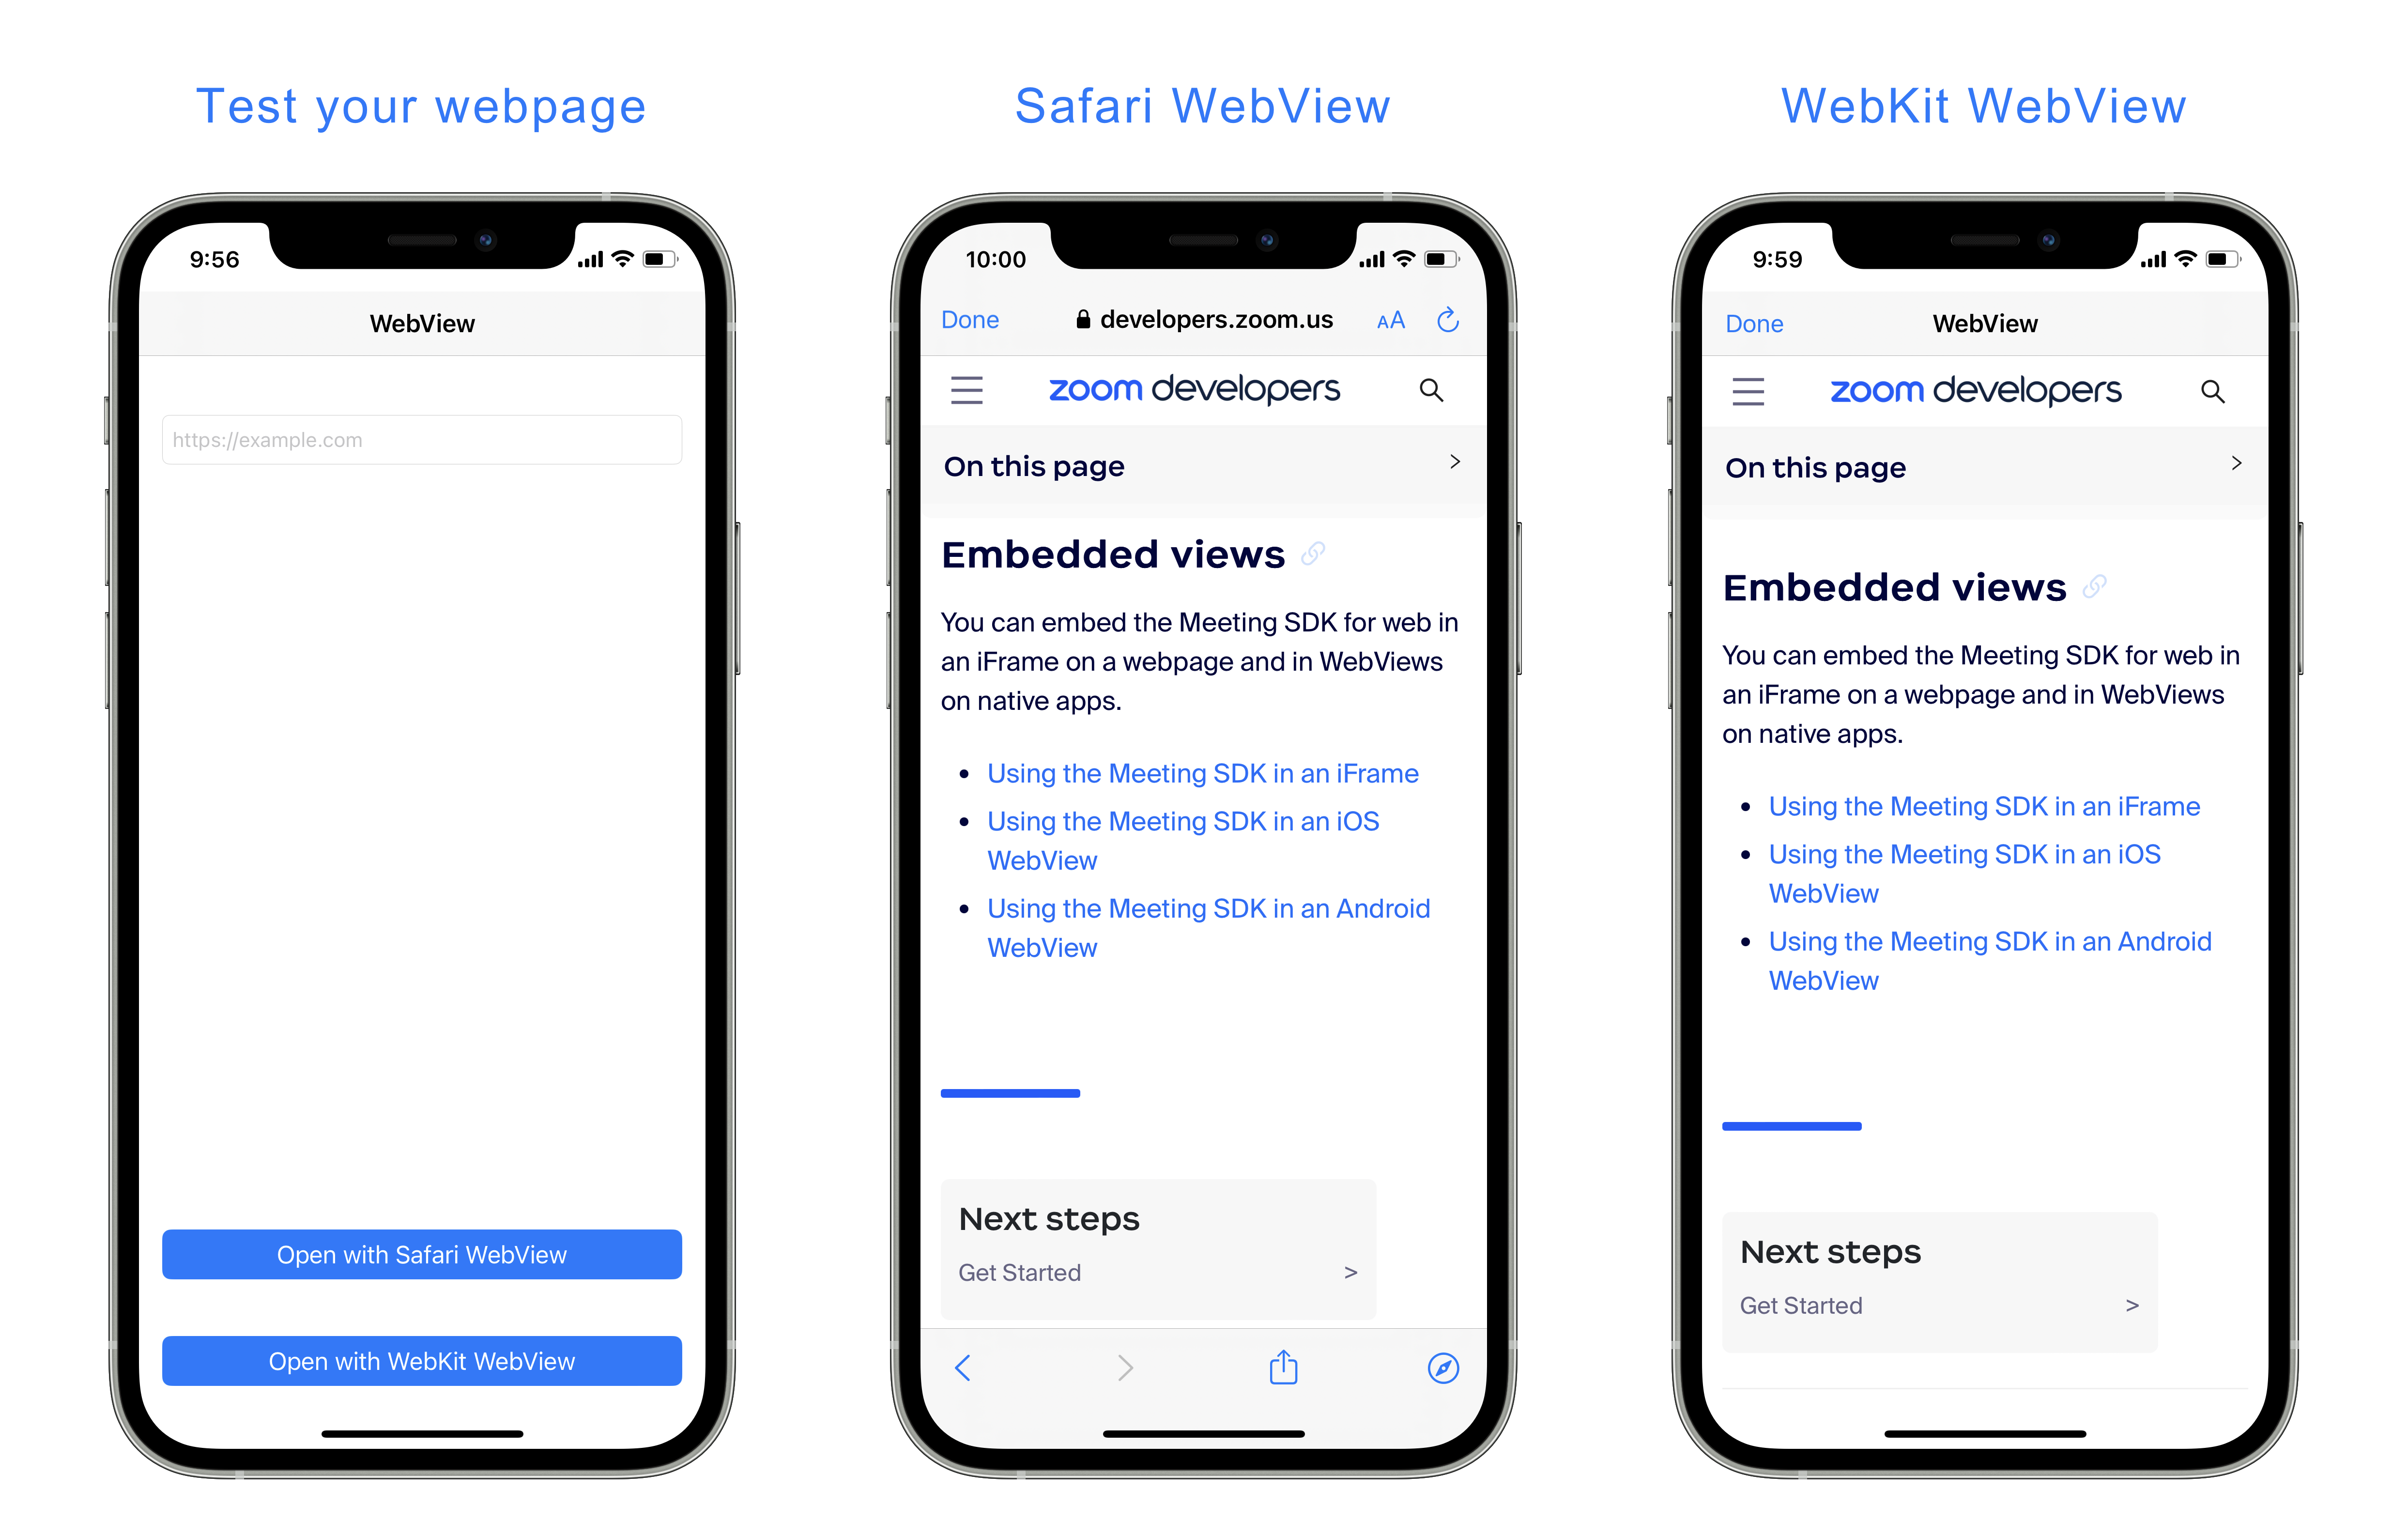 Test your webpage
9:56
WebView
https://example.com
Open with Safari WebView
Open with WebKit WebView
Safari WebView
10:00
Done
developers.zoom.us
AA
zoom developers
On this page
>
Embedded views
You can embed the Meeting SDK for web in
an iFrame on a webpage and in WebViews
on native apps.
• Using the Meeting SDK in an iFrame
• Using the Meeting SDK in an iOS
WebView
• Using the Meeting SDK in an Android
WebView
Next steps
Get Started >
WebKit WebView
9:59
Done
WebView
zoom developers
On this page
>
Embedded views
You can embed the Meeting SDK for web in
an iFrame on a webpage and in WebViews
on native apps.
• Using the Meeting SDK in an iFrame
• Using the Meeting SDK in an iOS
WebView
• Using the Meeting SDK in an Android
WebView
Next steps
Get Started >